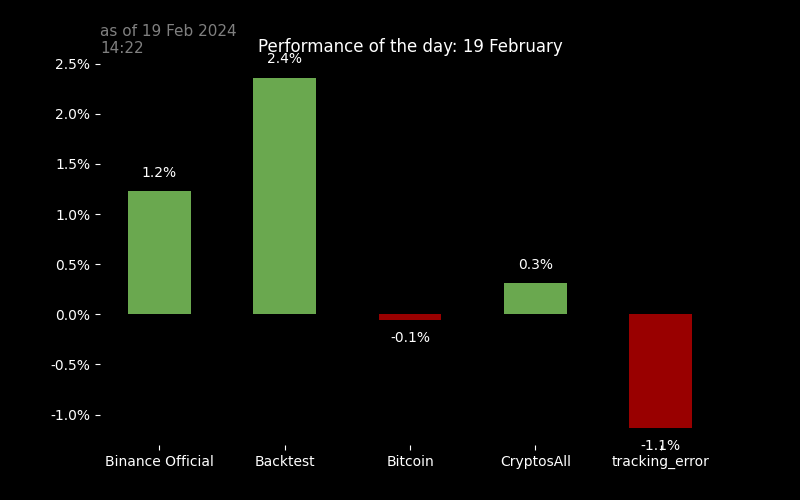 as of 19 Feb 2024
14:22
Performance of the day: 19 February
2.5%
2.0%
1.5%
1.0%
0.5%
0.0%
-0.5%
-1.0%
1.2%
2.4%
-0.1%
0.3%
-1.1%
Binance Official
Backtest
Bitcoin
CryptosAll
tracking_error